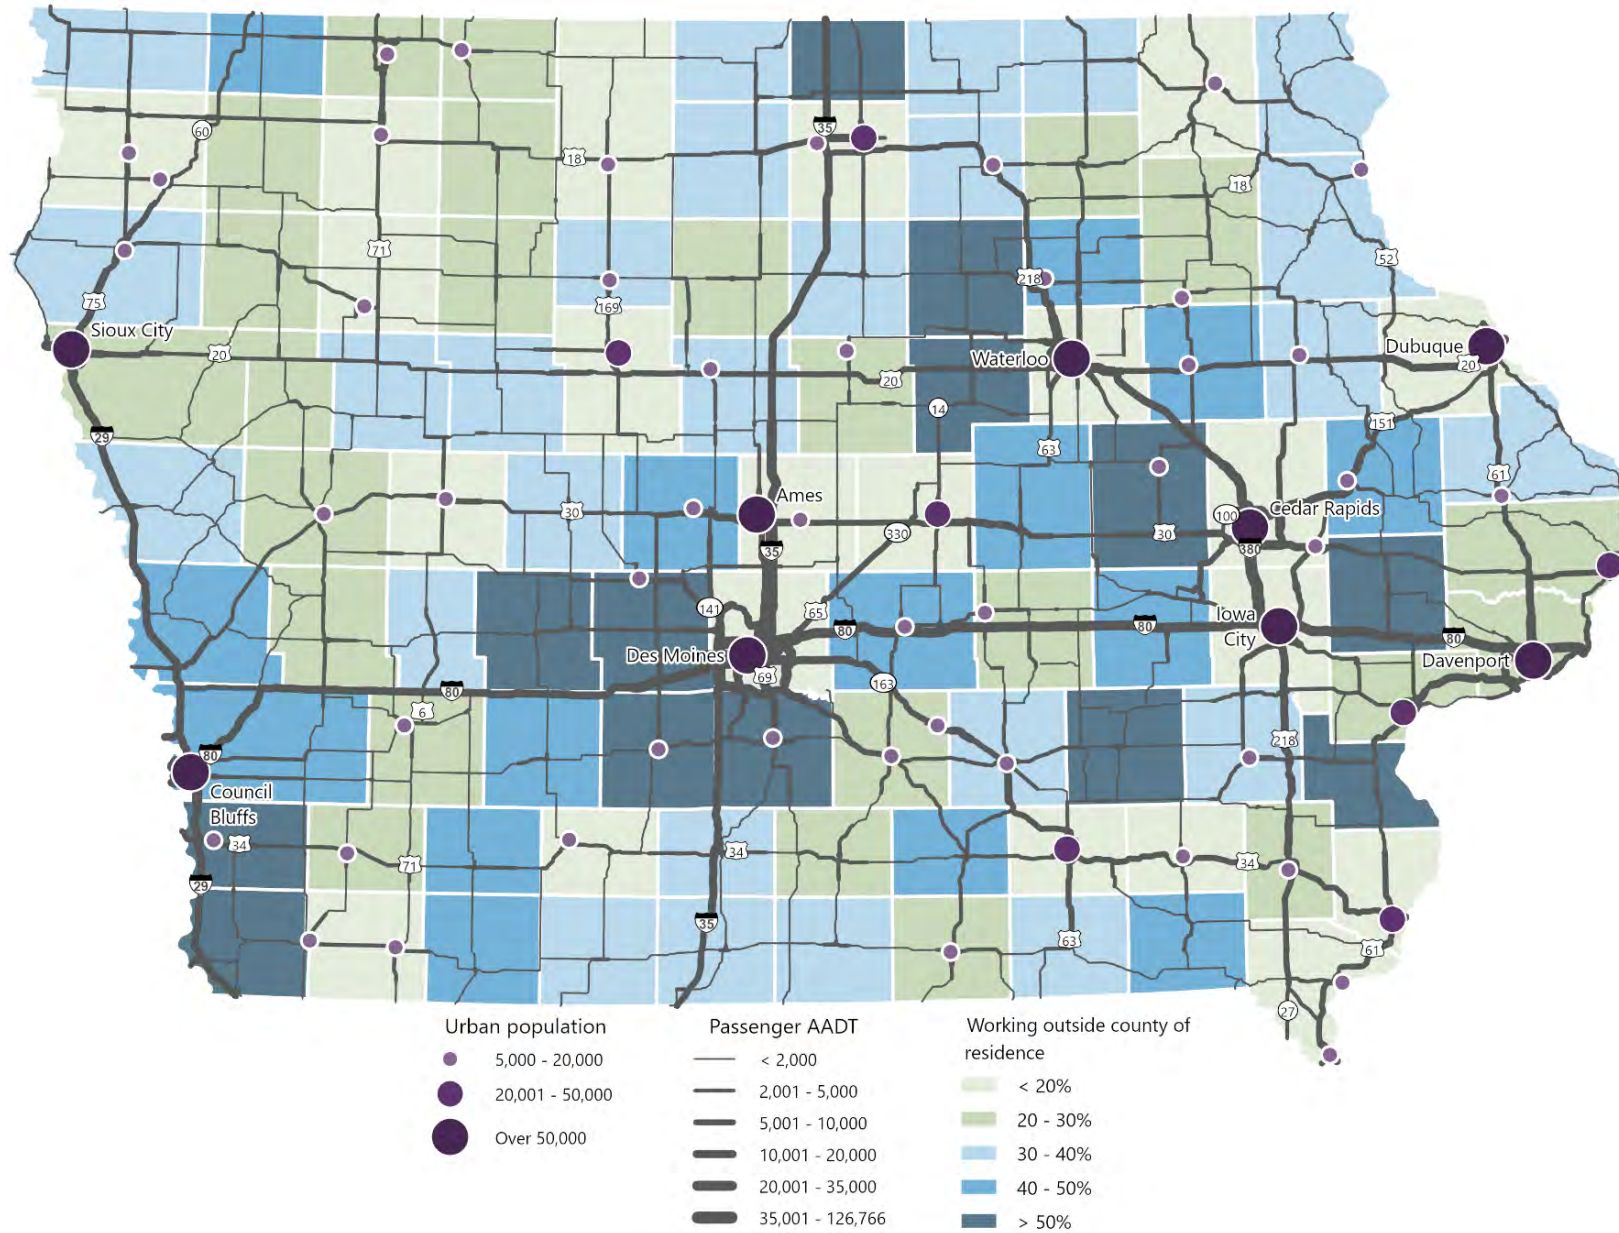 35
60
18
18
71
52
218
75
169
Sioux City
20
Waterloo
Dubuque
20
20
14
151
29
63
61
Ames
30
330
100
Cedar Rapids
30
380
35
141
65
80
80
Iowa
City
80
Des Moines
69
163
Davenport
80
6
218
80
Council
Bluffs
34
71
34
34
29
35
63
61
27
Urban population
5,000 - 20,000
20,001 - 50,000
Over 50,000
Passenger AADT
< 2,000
2,001 - 5,000
5,001 - 10,000
10,001 - 20,000
20,001 - 35,000
35,001 - 126,766
Working outside county of
residence
< 20%
20 - 30%
30 - 40%
40 - 50%
> 50%